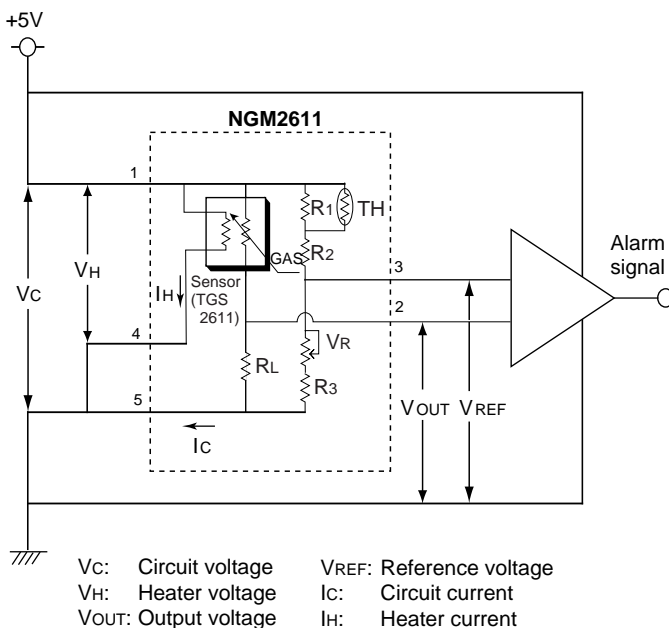 +5V
NGM2611
1
R1
TH
R2
GAS
3
Alarm
signal
VH
VC
IH
Sensor
(TGS
2611)
2
4
VR
RL
R3
5
VOUT
VREF
IC
VC: Circuit voltage
VREF: Reference voltage
VH: Heater voltage
IC: Circuit current
VOUT: Output voltage
IH: Heater current